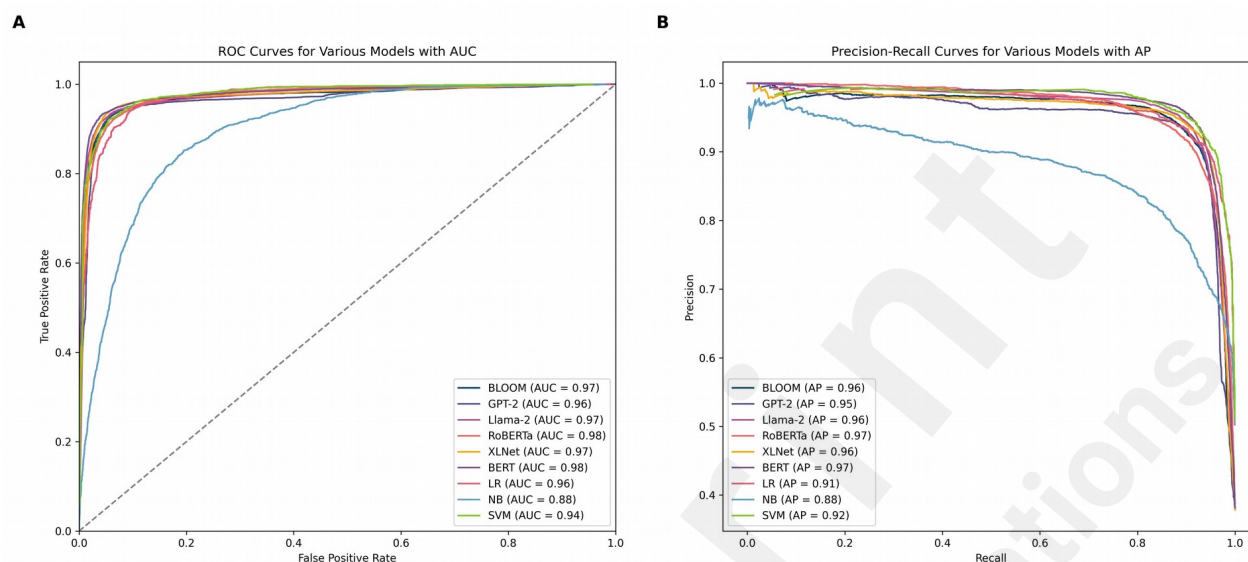 A
ROC Curves for Various Models with AUC
True Positive Rate
1.0
0.8
0.6
0.4
0.2
0.0
0.0 0.2 0.4 0.6 0.8 1.0
False Positive Rate
BLOOM (AUC = 0.97)
GPT-2 (AUC = 0.96)
Llama-2 (AUC = 0.97)
RoBERTa (AUC = 0.98)
XLNet (AUC = 0.97)
BERT (AUC = 0.98)
LR (AUC = 0.96)
NB (AUC = 0.88)
SVM (AUC = 0.94)
B
Precision-Recall Curves for Various Models with AP
Precision
1.0
0.9
0.8
0.7
0.6
0.5
0.4
0.0 0.2 0.4 0.6 0.8 1.0
Recall
BLOOM (AP = 0.96)
GPT-2 (AP = 0.95)
Llama-2 (AP = 0.96)
RoBERTa (AP = 0.97)
XLNet (AP = 0.96)
BERT (AP = 0.97)
LR (AP = 0.91)
NB (AP = 0.88)
SVM (AP = 0.92)